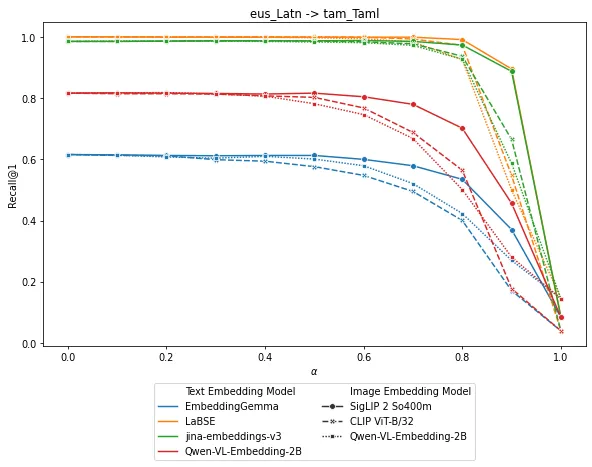 eus_Latn -> tam_Taml
1.0
0.8
0.6
0.4
0.2
0.0
Recall@1
0.0 0.2 0.4 0.6 0.8 1.0
α
Text Embedding Model
EmbeddingGemma
LaBSE
jina-embeddings-v3
Qwen-VL-Embedding-2B
Image Embedding Model
SigLIP 2 So400m
CLIP ViT-B/32
Qwen-VL-Embedding-2B